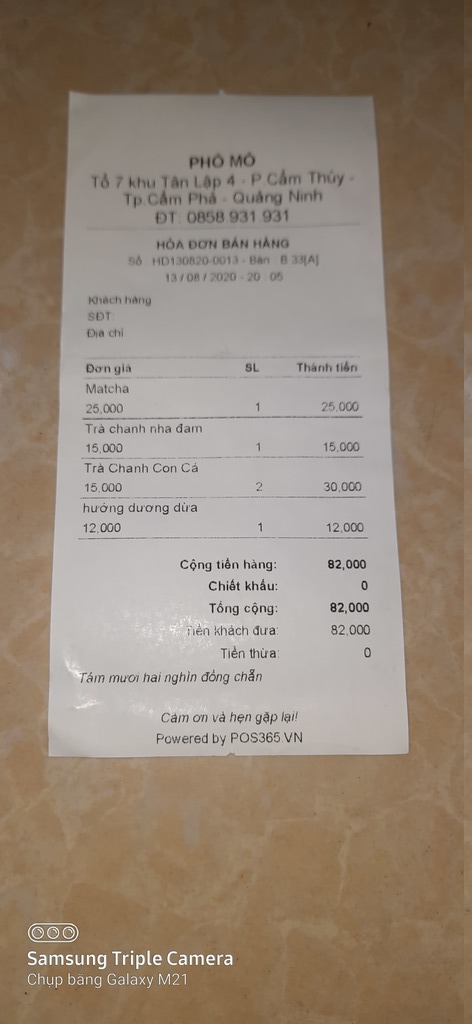 PHỐ MỎ
Tổ 7 khu Tân Lập 4 - P.Cẩm Thủy -
Tp.Cẩm Phả - Quảng Ninh
ĐT: 0858.931.931
HÓA ĐƠN BÁN HÀNG
Số : HD130820-0013 - Bàn : B 33[A]
13 / 08 / 2020 - 20 : 05
Khách hàng
SĐT:
Địa chỉ
Đơn giá SL Thành tiền
Matcha
25,000 1 25,000
Trà chanh nha đam
15,000 1 15,000
Trà Chanh Con Cá
15,000 2 30,000
hướng dương dừa
12,000 1 12,000
Cộng tiền hàng: 82,000
Chiết khấu: 0
Tổng cộng: 82,000
Tiền khách đưa: 82,000
Tiền thừa: 0
Tám mươi hai nghìn đồng chẵn
Cảm ơn và hẹn gặp lại!
Powered by POS365.VN
Samsung Triple Camera
Chụp bằng Galaxy M21